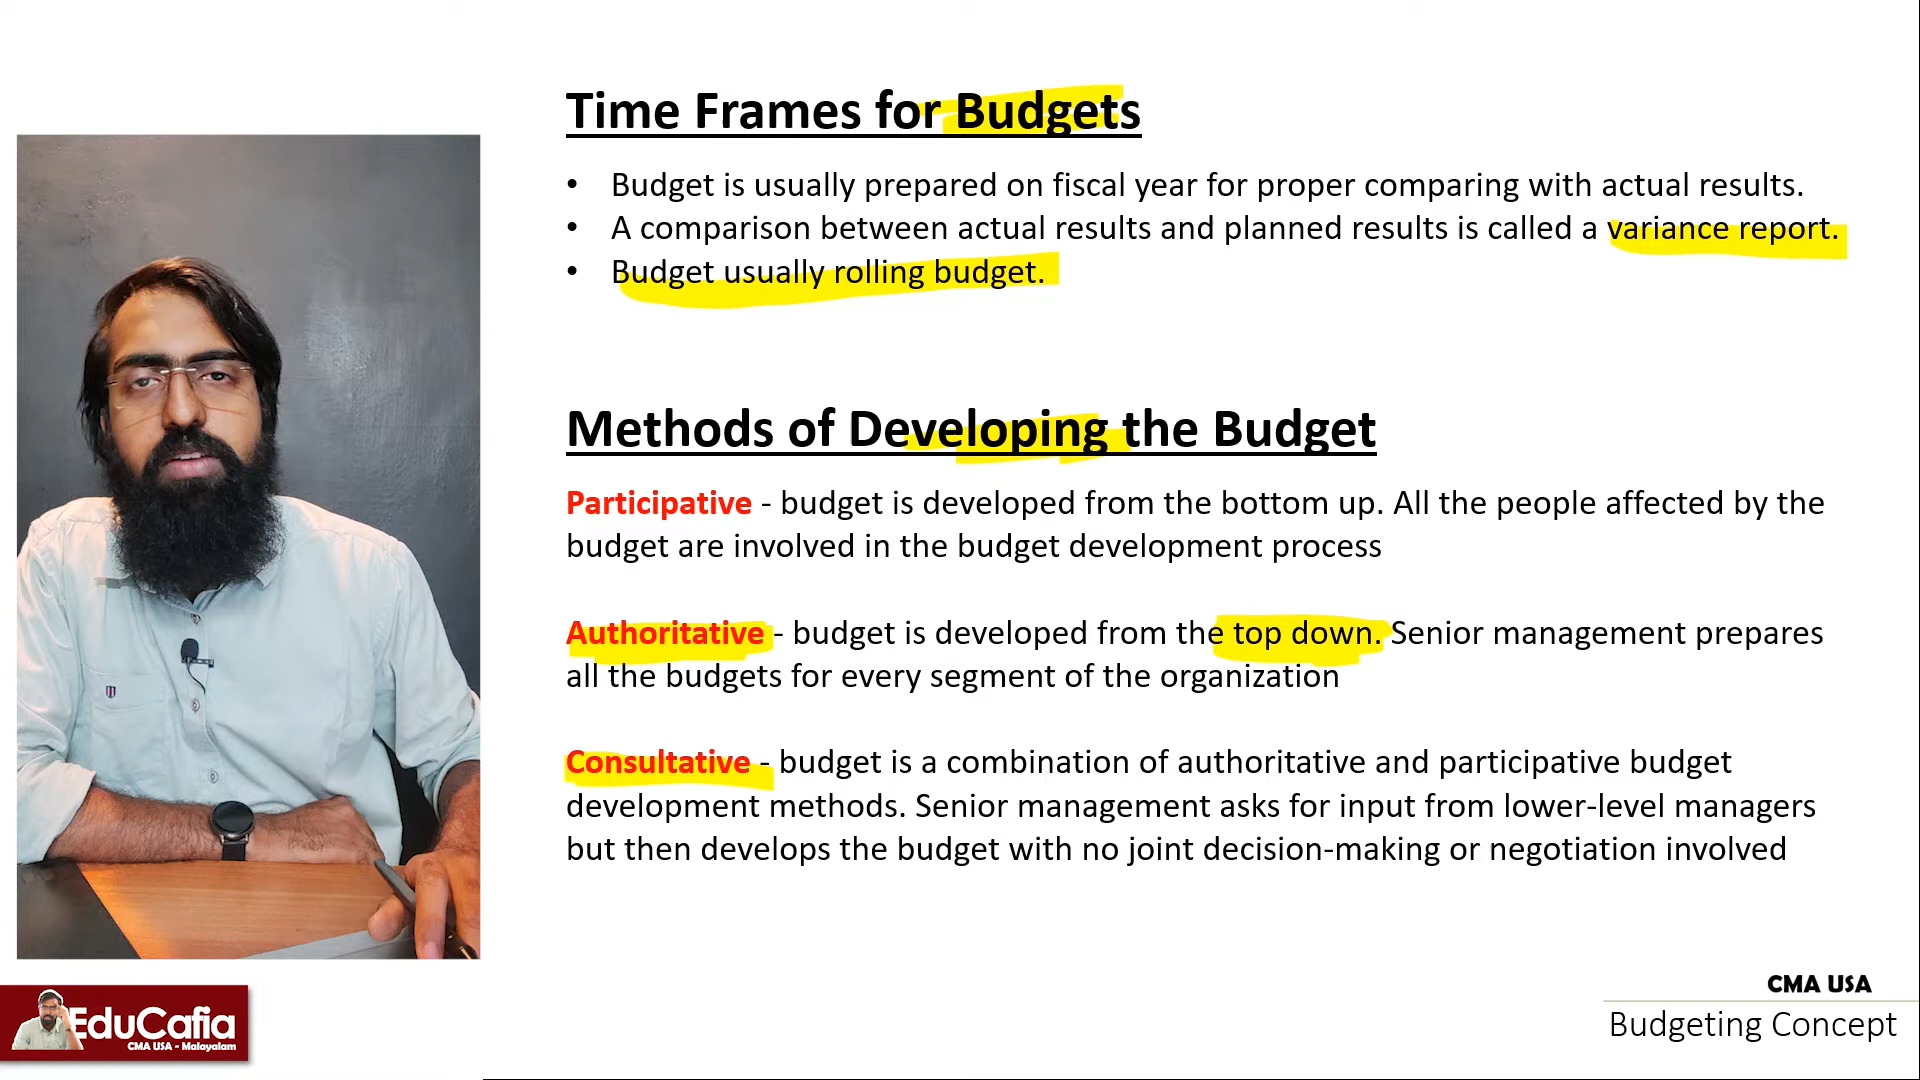 Time Frames for Budgets
• Budget is usually prepared on fiscal year for proper comparing with actual results.
• A comparison between actual results and planned results is called a variance report.
• Budget usually rolling budget.
Methods of Developing the Budget
Participative - budget is developed from the bottom up. All the people affected by the
budget are involved in the budget development process
Authoritative - budget is developed from the top down. Senior management prepares
all the budgets for every segment of the organization
Consultative - budget is a combination of authoritative and participative budget
development methods. Senior management asks for input from lower-level managers
but then develops the budget with no joint decision-making or negotiation involved
EduCafia
CMA USA - Malayalam
CMA USA
Budgeting Concept